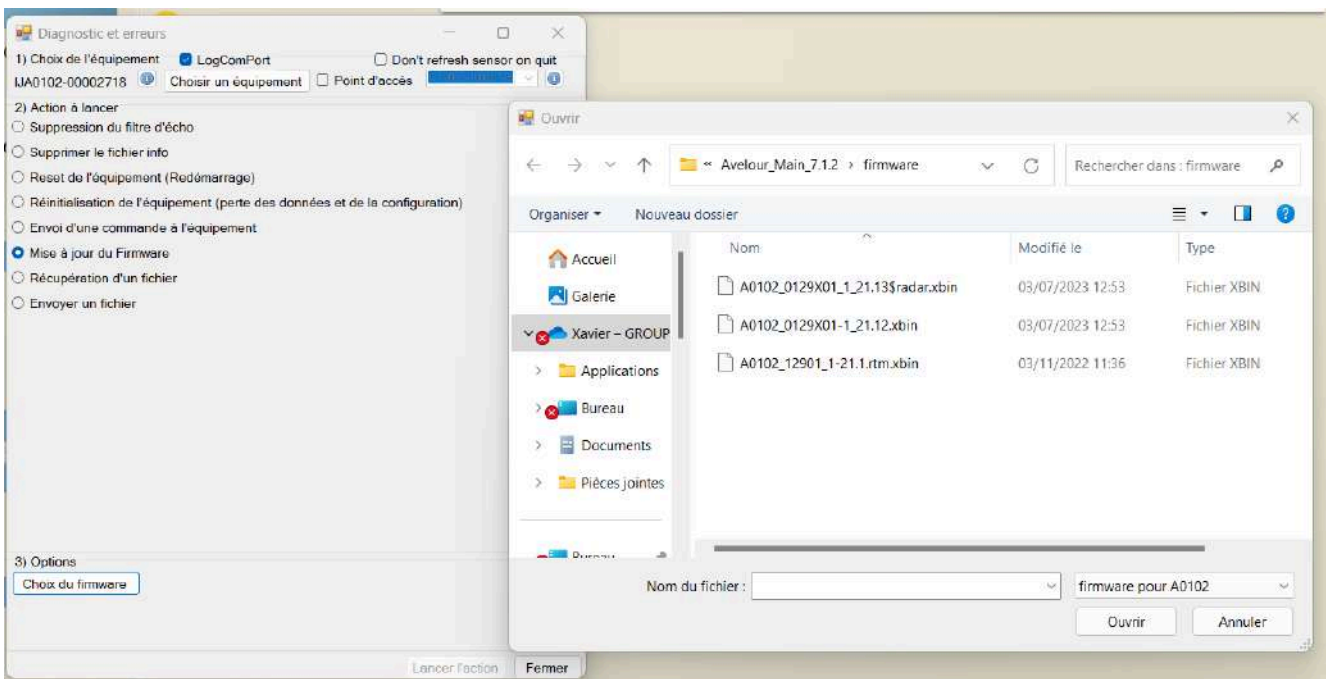 Diagnostic et erreurs
1) Choix de l'équipement LogComPort Don't refresh sensor on quit
IJA0102-00002718 Choisir un équipement Point d'accès
2) Action à lancer
Suppression du filtre d'écho
Supprimer le fichier info
Reset de l'équipement (Redémarrage)
Réinitialisation de l'équipement (perte des données et de la configuration)
Envoi d'une commande à l'équipement
Mise à jour du Firmware
Récupération d'un fichier
Envoyer un fichier
3) Options
Choix du firmware
Lancer l'action Fermer
Ouvrir
« Avelour_Main_7.1.2 › firmware Rechercher dans : firmware
Organiser Nouveau dossier
Accueil
Galerie
Xavier – GROUP
Applications
Bureau
Documents
Pièces jointes
Bureau
Nom Modifié le Type
A0102_0129X01_1_21.13$radar.xbin 03/07/2023 12:53 Fichier XBIN
A0102_0129X01-1_21.12.xbin 03/07/2023 12:53 Fichier XBIN
A0102_12901_1-21.1.rtm.xbin 03/11/2022 11:36 Fichier XBIN
Nom du fichier : firmware pour A0102
Ouvrir Annuler